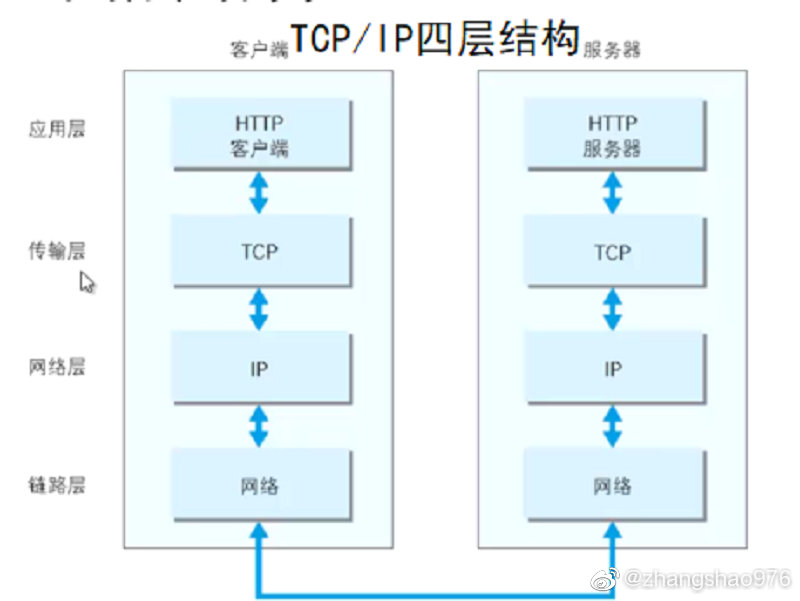 TCP/IP四层结构
客户端
服务器
应用层
HTTP
客户端
HTTP
服务器
传输层
TCP
TCP
网络层
IP
IP
链路层
网络
网络
@zhangshao976